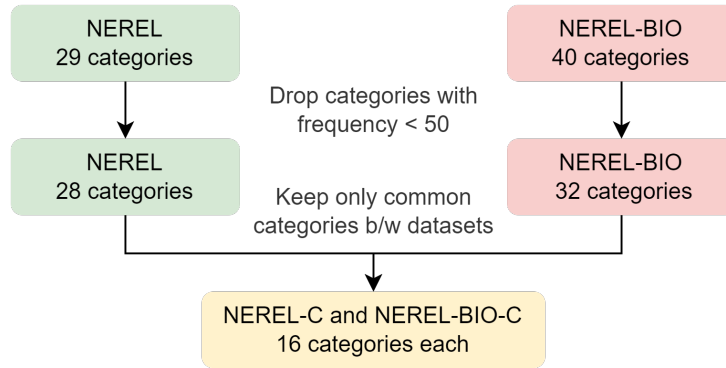 NEREL
29 categories
NEREL-BIO
40 categories
Drop categories with
frequency < 50
NEREL
28 categories
NEREL-BIO
32 categories
Keep only common
categories b/w datasets
NEREL-C and NEREL-BIO-C
16 categories each